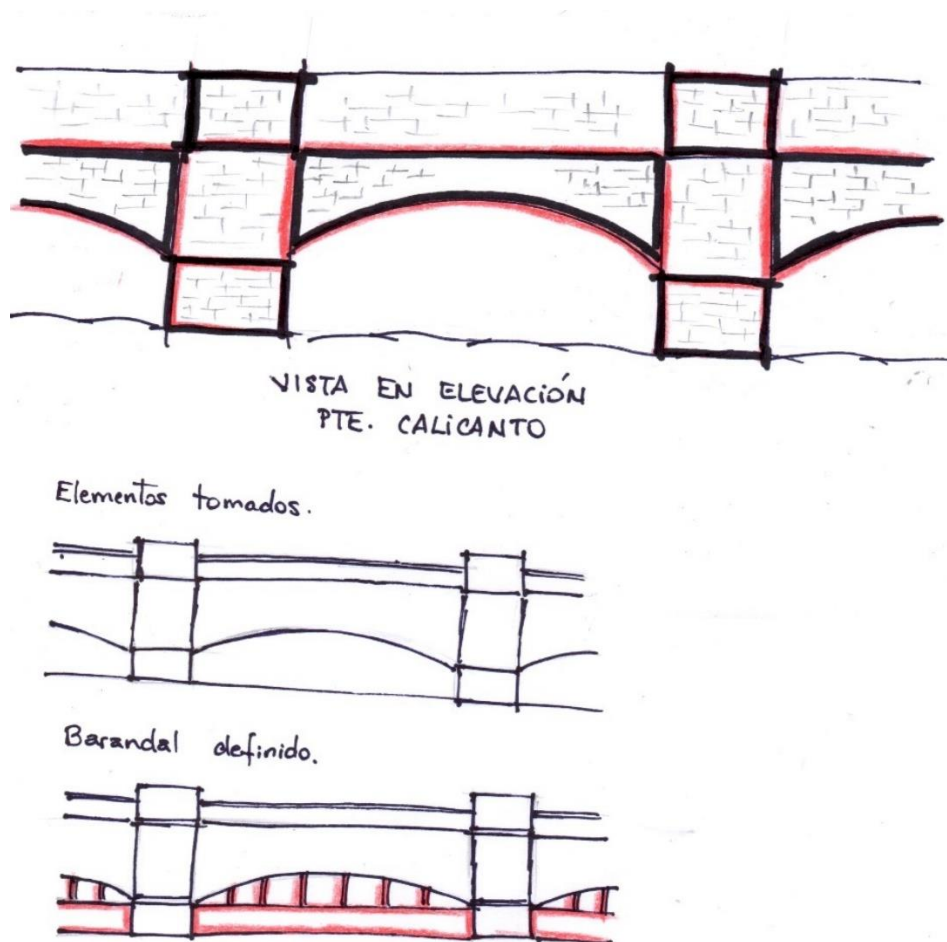 VISTA EN ELEVACIÓN
PTE. CALICANTO
Elementos tomados.
Barandal definido.